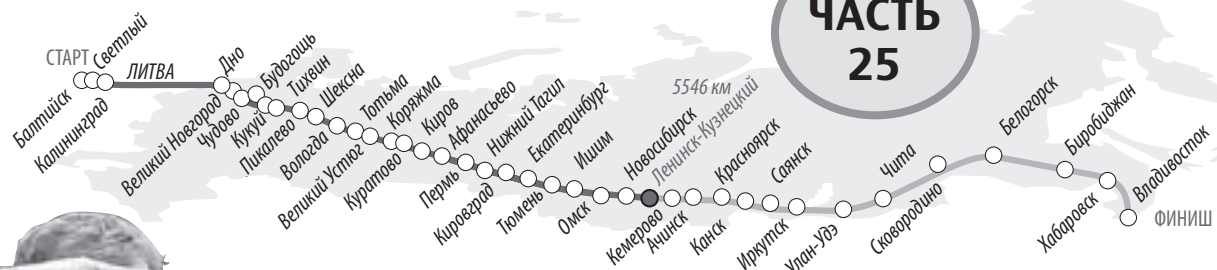 ЧАСТЬ
25
СТАРТ
Балтийск
Светлый
Калининград
ЛИТВА
Дно
Великий Новгород
Чудово
Будогощь
Кукуй
Тихвин
Пикалево
Шексна
Вологда
Тотьма
Великий Устюг
Коряжма
Куратово
Киров
Афанасьево
Пермь
Нижний Тагил
Кировград
Екатеринбург
Тюмень
Ишим
Омск
Новосибирск
5546 км
Ленинск-Кузнецкий
Кемерово
Ачинск
Красноярск
Канск
Саянск
Иркутск
Улан-Удэ
Чита
Сковородино
Белогорск
Биробиджан
Хабаровск
Владивосток
ФИНИШ